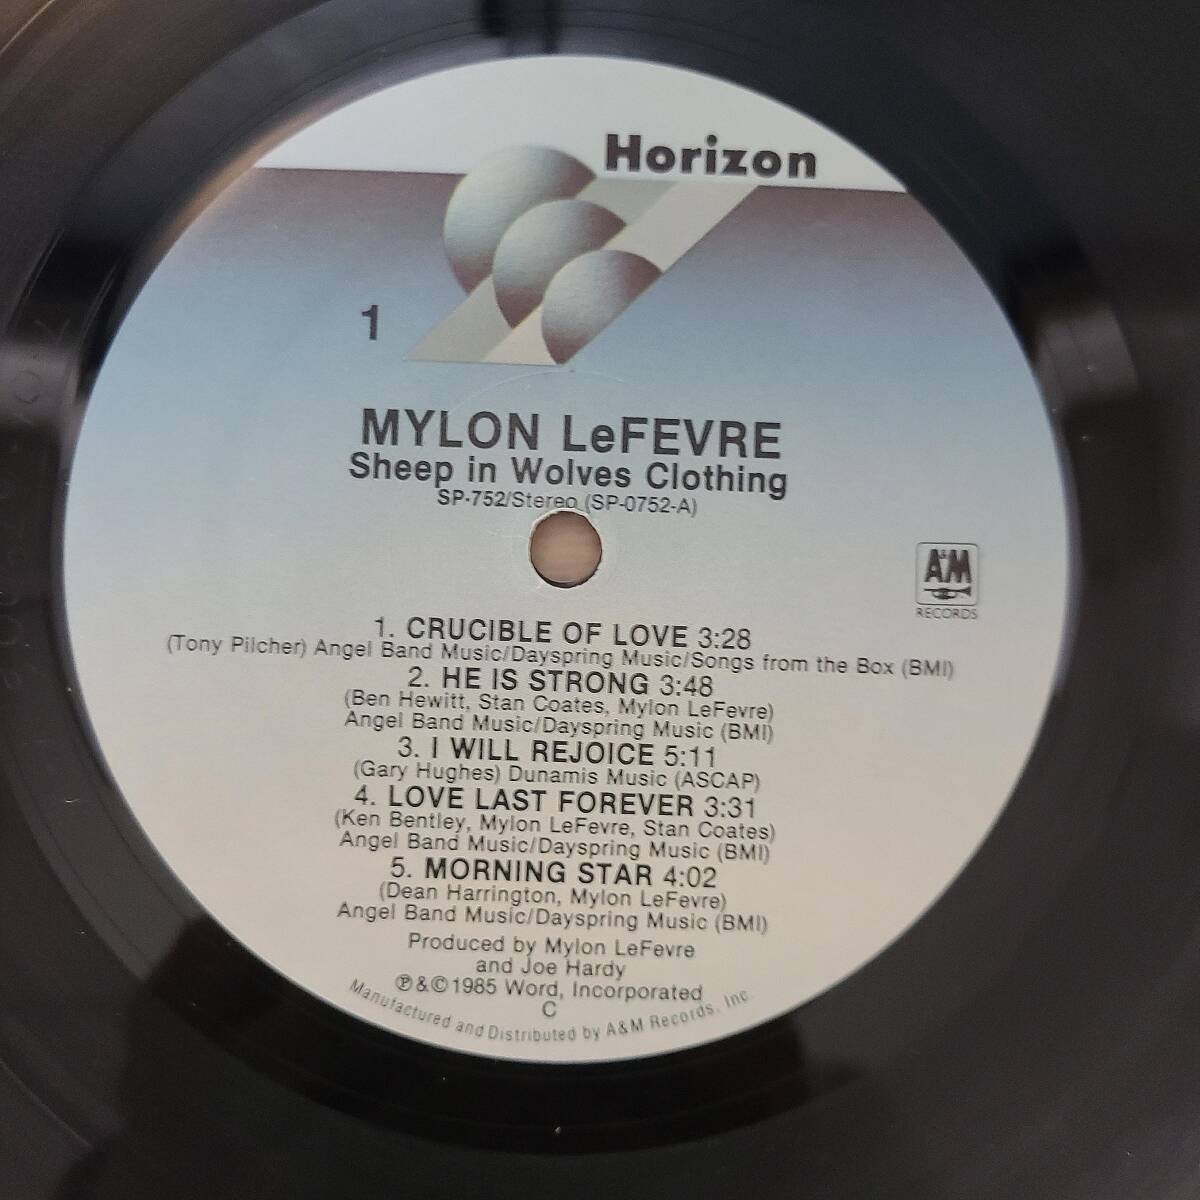 Horizon
1
MYLON LeFEVRE
Sheep in Wolves Clothing
SP-752/Stereo (SP-0752-A)
A&M
RECORDS
1. CRUCIBLE OF LOVE 3:28
(Tony Pilcher) Angel Band Music/Dayspring Music/Songs from the Box (BMI)
2. HE IS STRONG 3:48
(Ben Hewitt, Stan Coates, Mylon LeFevre)
Angel Band Music/Dayspring Music (BMI)
3. I WILL REJOICE 5:11
(Gary Hughes) Dunamis Music (ASCAP)
4. LOVE LAST FOREVER 3:31
(Ken Bentley, Mylon LeFevre, Stan Coates)
Angel Band Music/Dayspring Music (BMI)
5. MORNING STAR 4:02
(Dean Harrington, Mylon LeFevre)
Angel Band Music/Dayspring Music (BMI)
Produced by Mylon LeFevre
and Joe Hardy
℗&©1985 Word, Incorporated
C
Manufactured and Distributed by A&M Records, Inc.